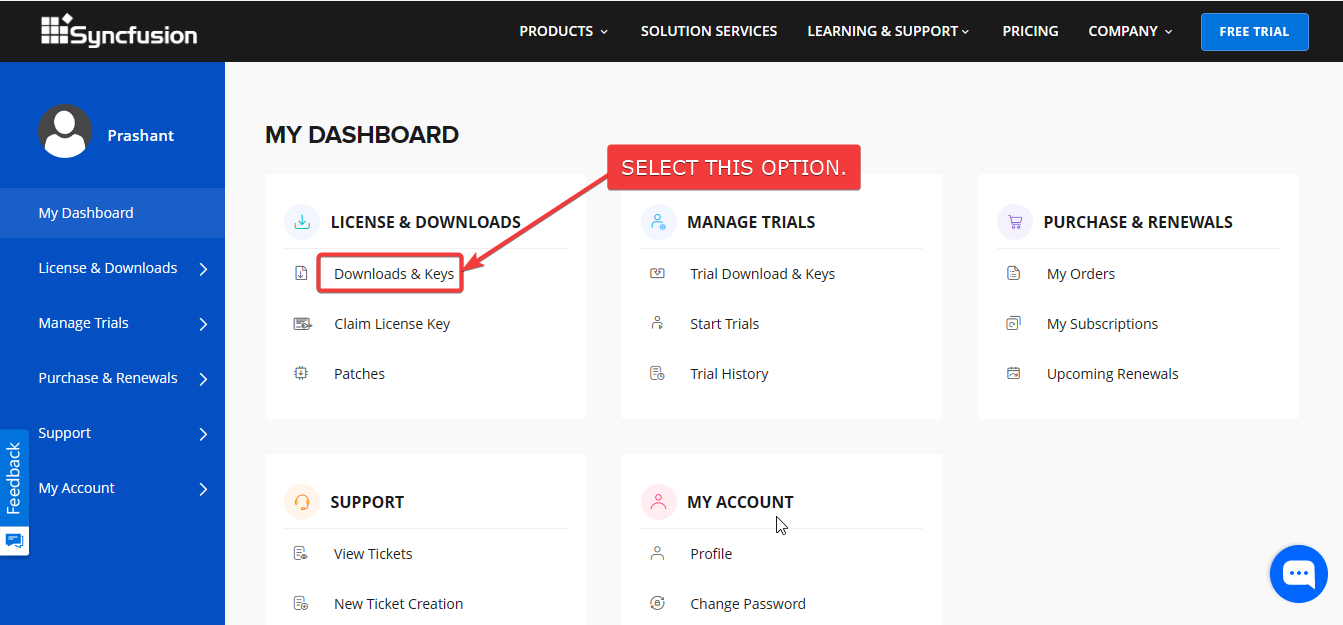 Syncfusion
PRODUCTS
SOLUTION SERVICES
LEARNING & SUPPORT
PRICING
COMPANY
FREE TRIAL
Prashant
My Dashboard
License & Downloads
Manage Trials
Purchase & Renewals
Support
My Account
Feedback
MY DASHBOARD
SELECT THIS OPTION.
LICENSE & DOWNLOADS
Downloads & Keys
Claim License Key
Patches
MANAGE TRIALS
Trial Download & Keys
Start Trials
Trial History
PURCHASE & RENEWALS
My Orders
My Subscriptions
Upcoming Renewals
SUPPORT
View Tickets
New Ticket Creation
MY ACCOUNT
Profile
Change Password